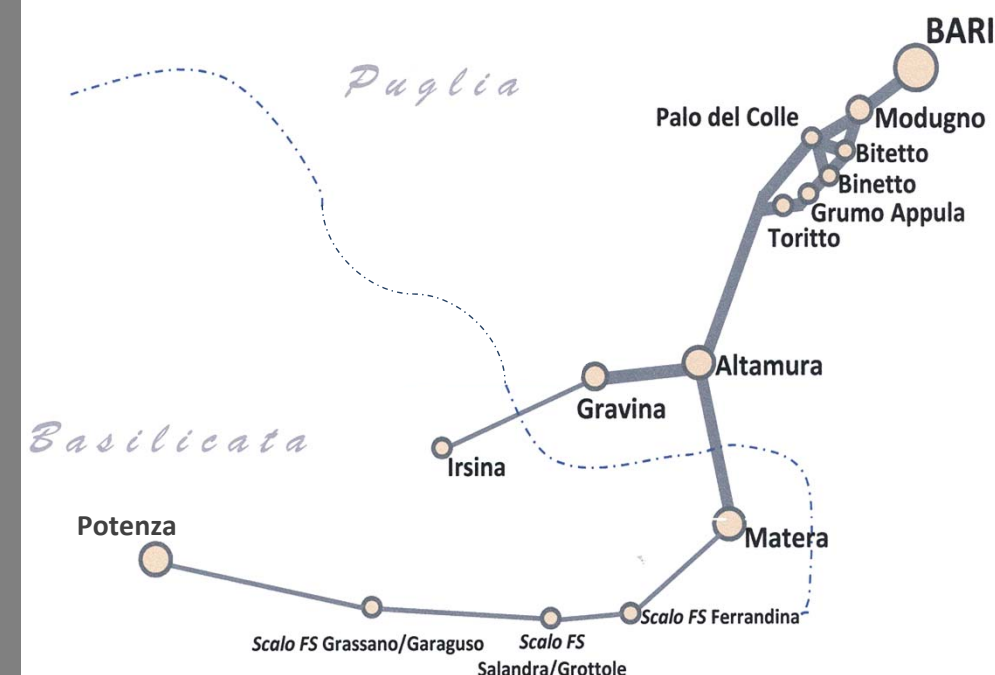 BARI
Puglia
Palo del Colle
Modugno
Bitetto
Binetto
Grumo Appula
Toritto
Altamura
Gravina
Basilicata
Irsina
Potenza
Matera
Scalo FS Ferrandina
Scalo FS Grassano/Garaguso
Scalo FS
Salandra/Grottole